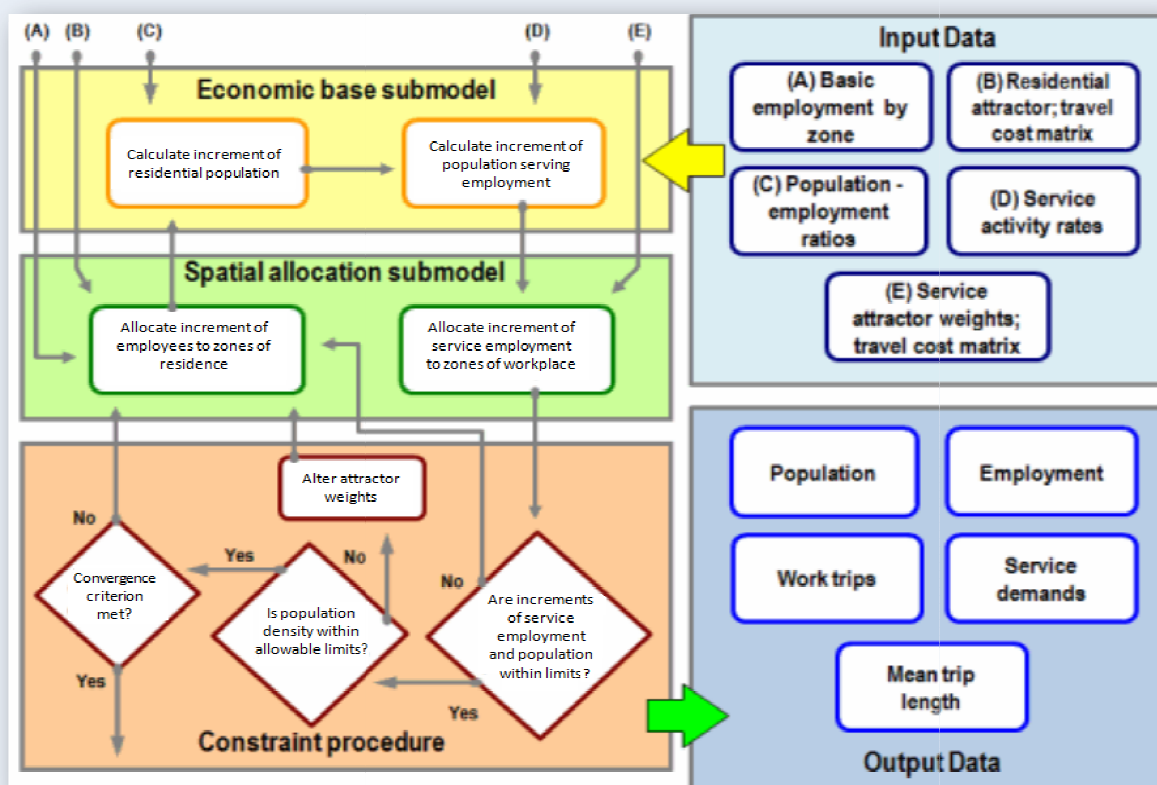 (A) (B) (C) (D) (E)
Economic base submodel
Calculate increment of
residential population
Calculate increment of
population serving
employment
Spatial allocation submodel
Allocate increment of
employees to zones of
residence
Allocate increment of
service employment
to zones of workplace
Alter attractor
weights
No
Convergence
criterion
met?
Yes
Yes
Is population
density within
allowable limits?
No
No
Are increments
of service
employment
and population
within limits?
Yes
Constraint procedure
Input Data
(A) Basic
employment by
zone
(B) Residential
attractor; travel
cost matrix
(C) Population -
employment
ratios
(D) Service
activity rates
(E) Service
attractor weights;
travel cost matrix
Population
Employment
Work trips
Service
demands
Mean trip
length
Output Data